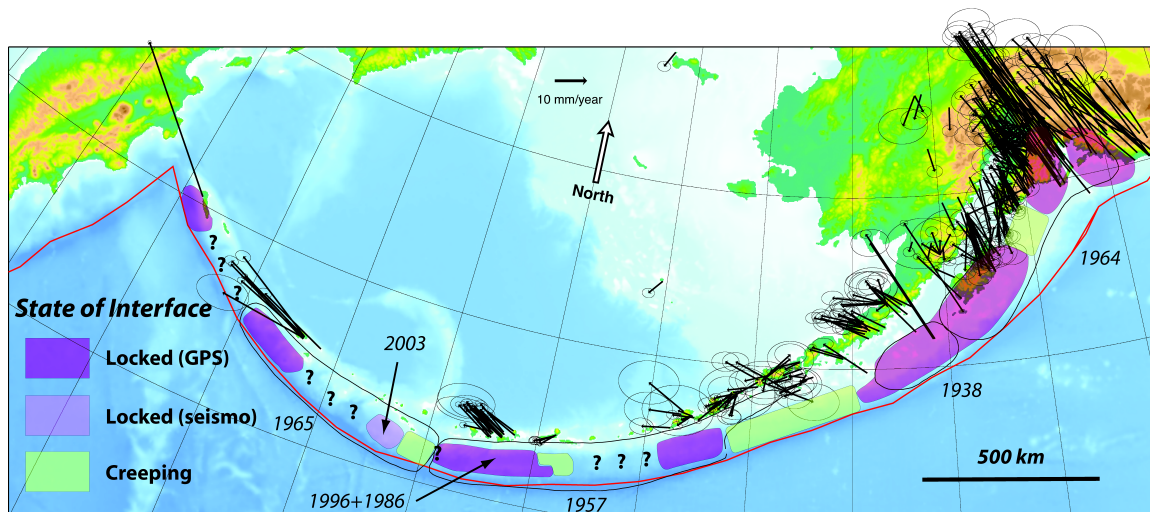 10 mm/year
North
?
?
?
State of Interface
Locked (GPS)
Locked (seismo)
Creeping
2003
?
?
?
1965
?
1996+1986
? ? ?
1957
1938
1964
500 km